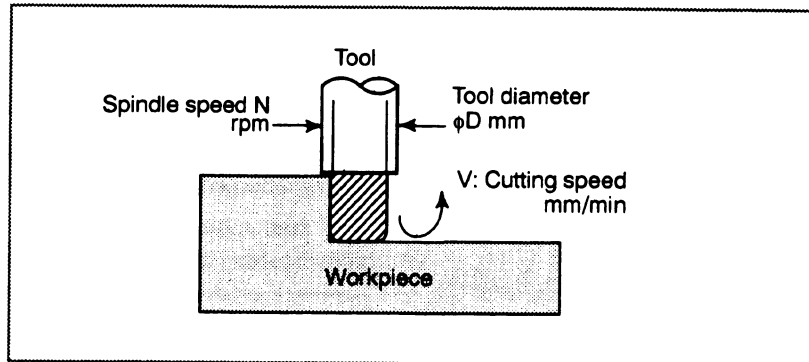 Tool
Spindle speed N
rpm
Tool diameter
φD mm
V: Cutting speed
mm/min
Workpiece